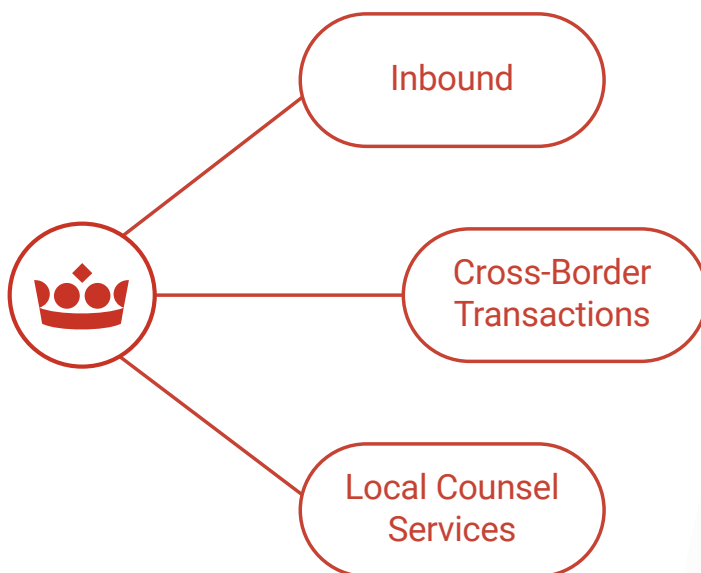 Inbound
Cross-Border
Transactions
Local Counsel
Services